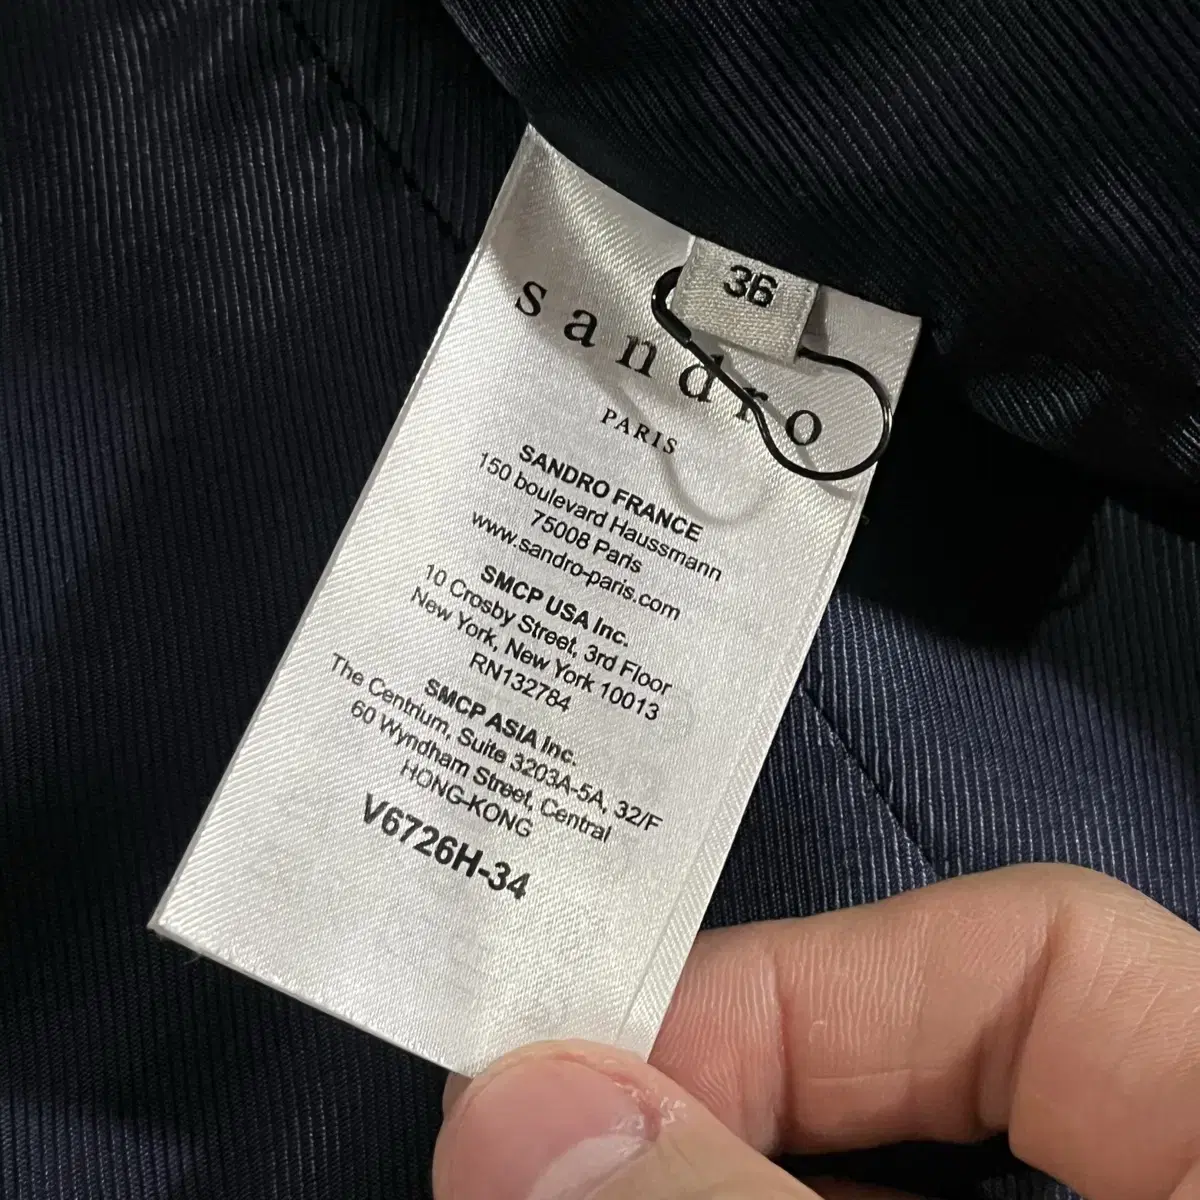 36
sandro
PARIS
SANDRO FRANCE
150 boulevard Haussmann
75008 Paris
www.sandro-paris.com
SMCP USA Inc.
10 Crosby Street, 3rd Floor
New York, New York 10013
RN132784
SMCP ASIA Inc.
The Centrium, Suite 3203A-5A, 32/F
60 Wyndham Street, Central
HONG-KONG
V6726H-34